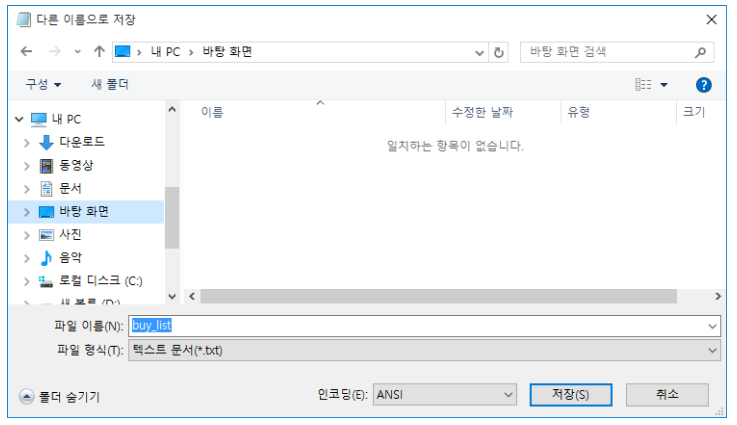 다른 이름으로 저장
내 PC > 바탕 화면
바탕 화면 검색
구성
새 폴더
이름
수정한 날짜
유형
크기
일치하는 항목이 없습니다.
내 PC
다운로드
동영상
문서
바탕 화면
사진
음악
로컬 디스크 (C:)
새 볼륨 (D:)
파일 이름(N): buy_list
파일 형식(T): 텍스트 문서(*.txt)
폴더 숨기기
인코딩(E): ANSI
저장(S)
취소